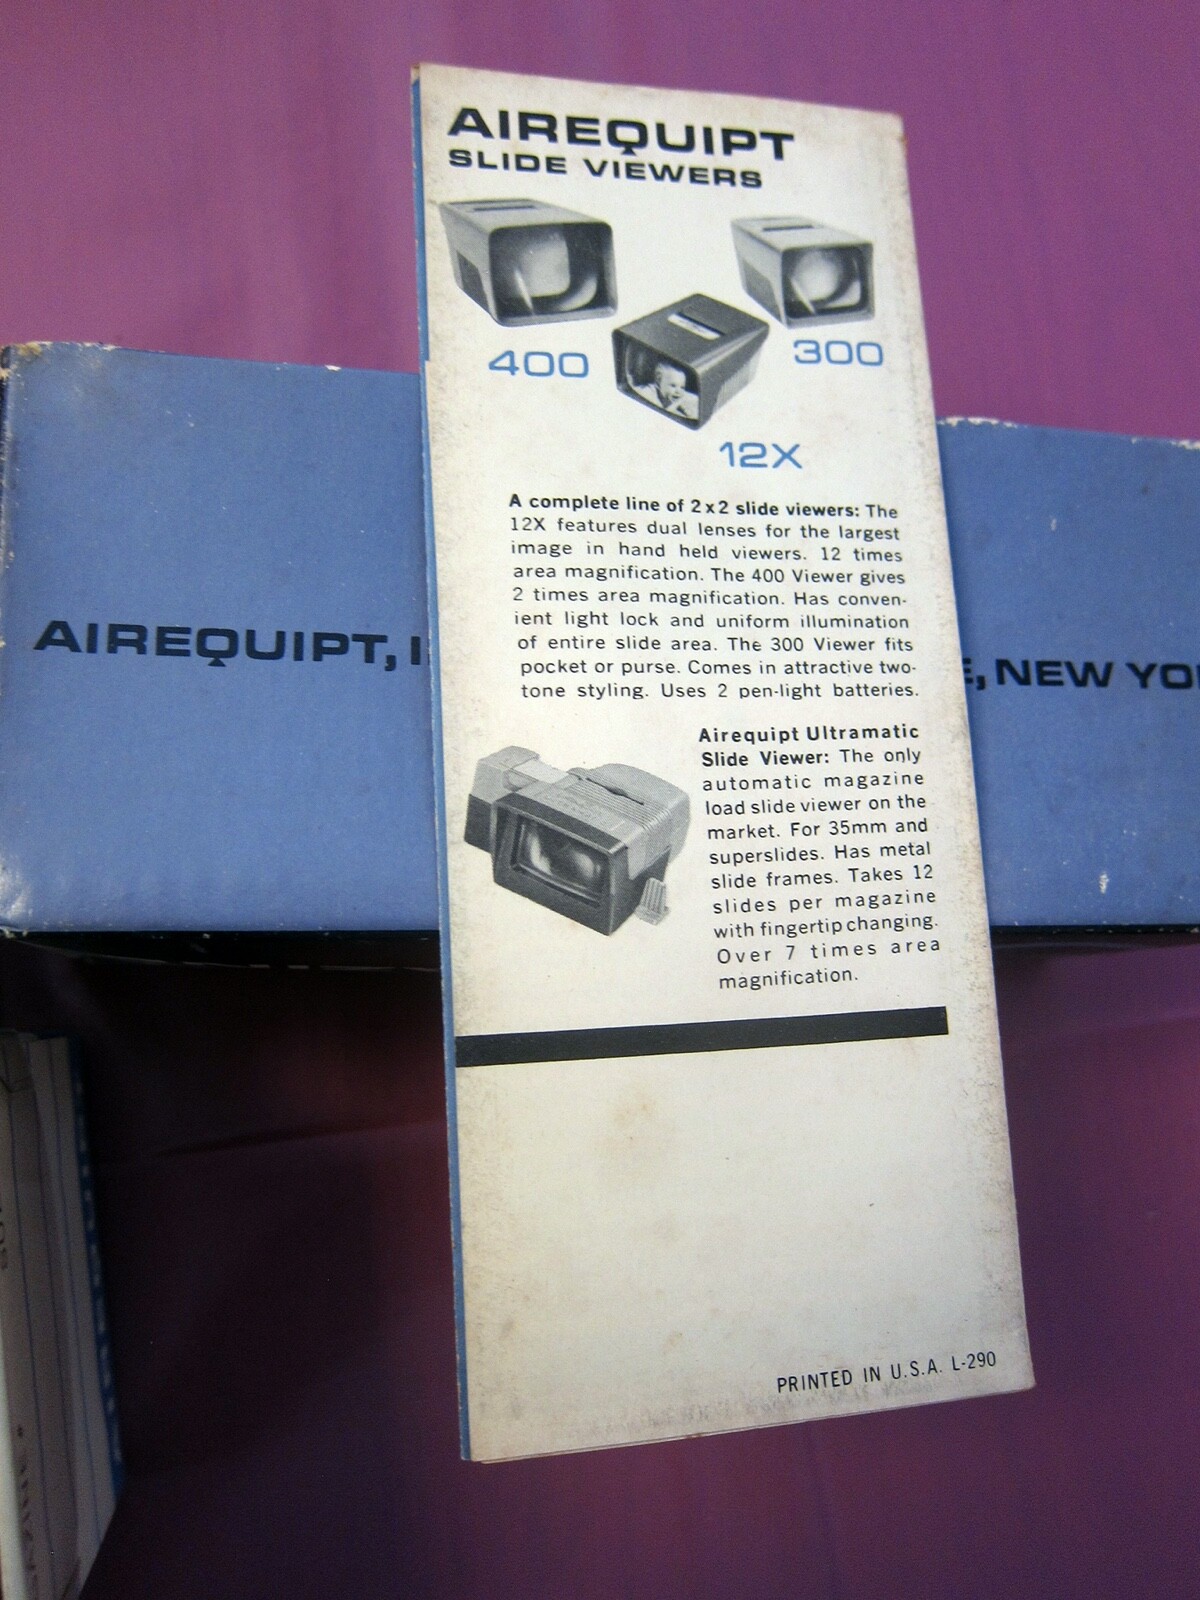 AIREQUIPT
SLIDE VIEWERS
400
300
12X
A complete line of 2x2 slide viewers: The
12X features dual lenses for the largest
image in hand held viewers. 12 times
area magnification. The 400 Viewer gives
2 times area magnification. Has conven-
ient light lock and uniform illumination
of entire slide area. The 300 Viewer fits
pocket or purse. Comes in attractive two-
tone styling. Uses 2 pen-light batteries.
Airequipt Ultramatic
Slide Viewer: The only
automatic magazine
load slide viewer on the
market. For 35mm and
superslides. Has metal
slide frames. Takes 12
slides per magazine
with fingertip changing.
Over 7 times area
magnification.
PRINTED IN U.S.A. L-290
AIREQUIPT, I
E, NEW YO